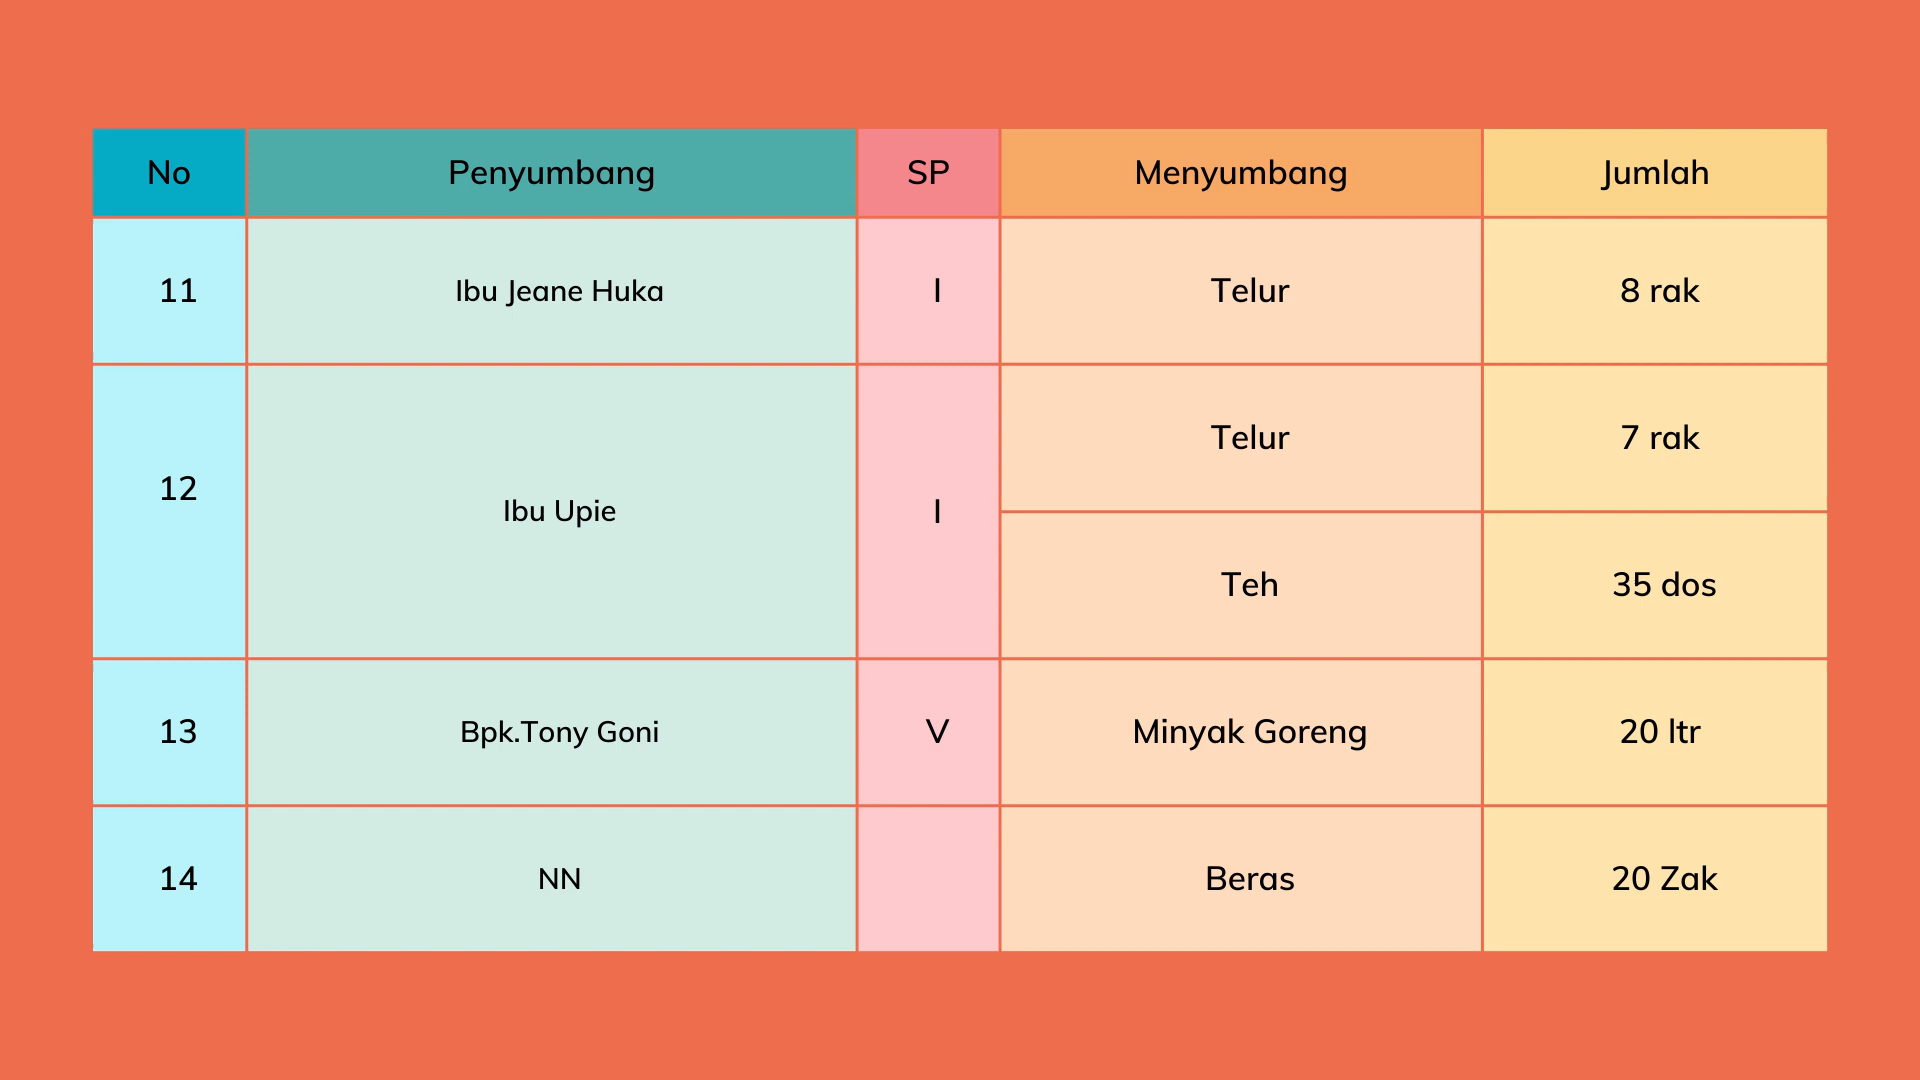 No Penyumbang SP Menyumbang Jumlah
11 Ibu Jeane Huka I Telur 8 rak
12 Ibu Upie I Telur 7 rak
Teh 35 dos
13 Bpk.Tony Goni V Minyak Goreng 20 ltr
14 NN Beras 20 Zak